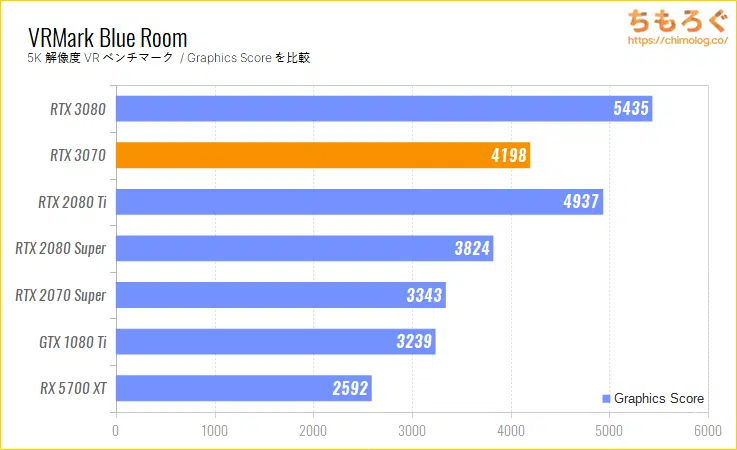 ちもろぐ
https://chimolog.co/
VRMark Blue Room
5K 解像度 VR ベンチマーク / Graphics Score を比較
RTX 3080 5435
RTX 3070 4198
RTX 2080 Ti 4937
RTX 2080 Super 3824
RTX 2070 Super 3343
GTX 1080 Ti 3239
RX 5700 XT 2592
Graphics Score
0 1000 2000 3000 4000 5000 6000